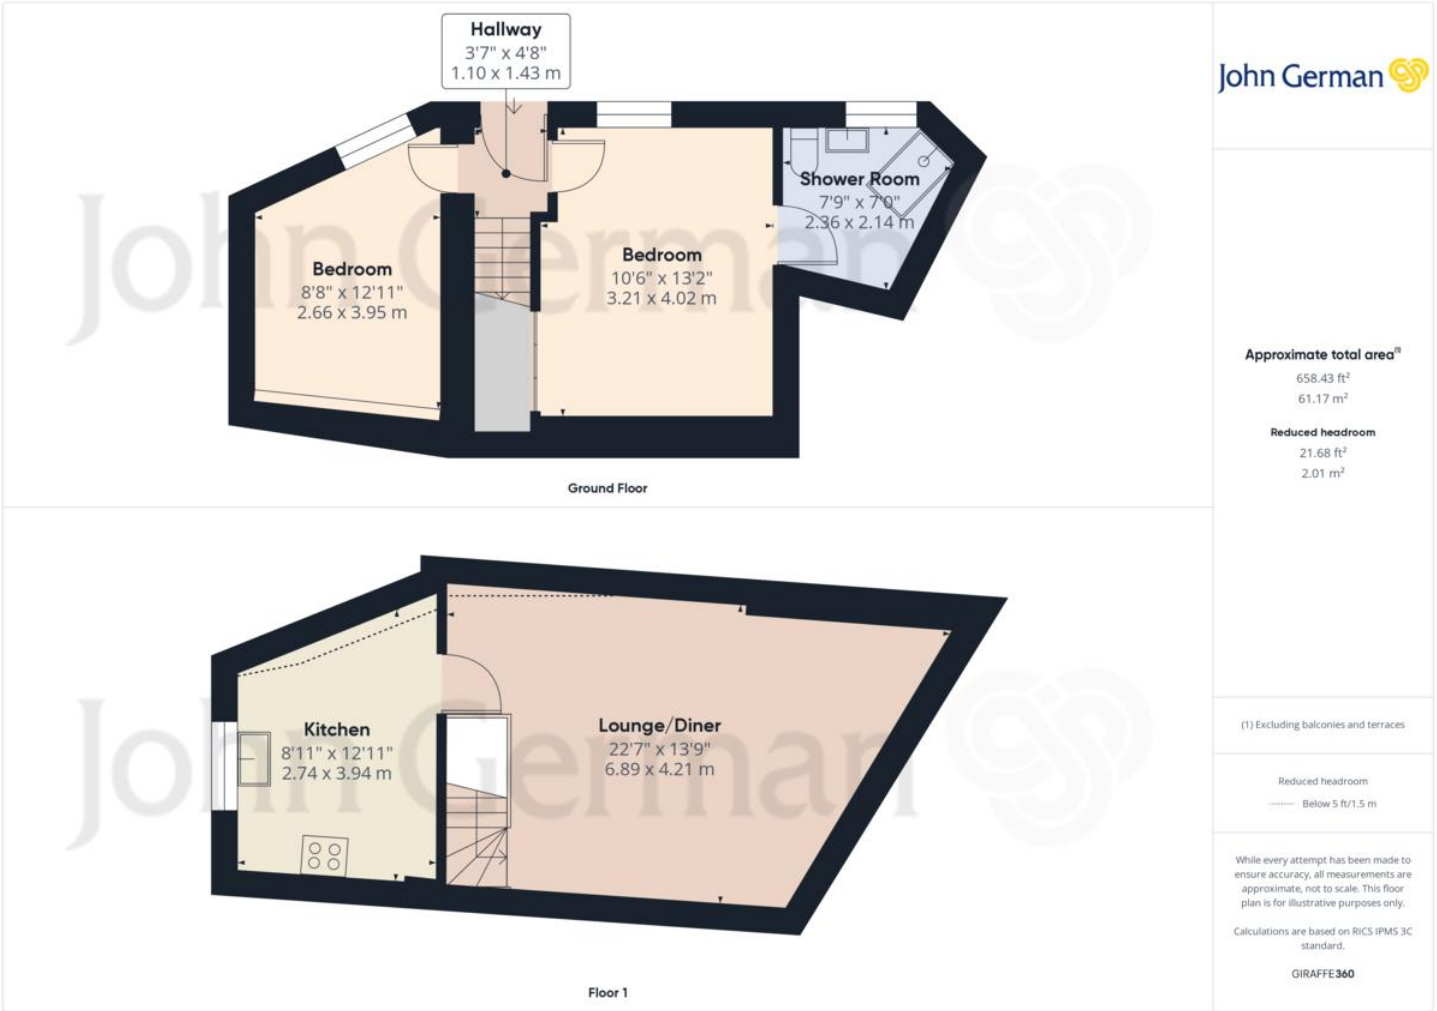 Hallway
3'7" x 4'8"
1.10 x 1.43 m
Bedroom
8'8" x 12'11"
2.66 x 3.95 m
Bedroom
10'6" x 13'2"
3.21 x 4.02 m
Shower Room
7'9" x 7'0"
2.36 x 2.14 m
John German
Ground Floor
Kitchen
8'11" x 12'11"
2.74 x 3.94 m
Lounge/Diner
22'7" x 13'9"
6.89 x 4.21 m
John German
Floor 1
John German
Approximate total area(1)
658.43 ft²
61.17 m²
Reduced headroom
21.68 ft²
2.01 m²
(1) Excluding balconies and terraces
Reduced headroom
Below 5 ft/1.5 m
While every attempt has been made to
ensure accuracy, all measurements are
approximate, not to scale. This floor
plan is for illustrative purposes only.
Calculations are based on RICS IPMS 3C
standard.
GIRAFFE360